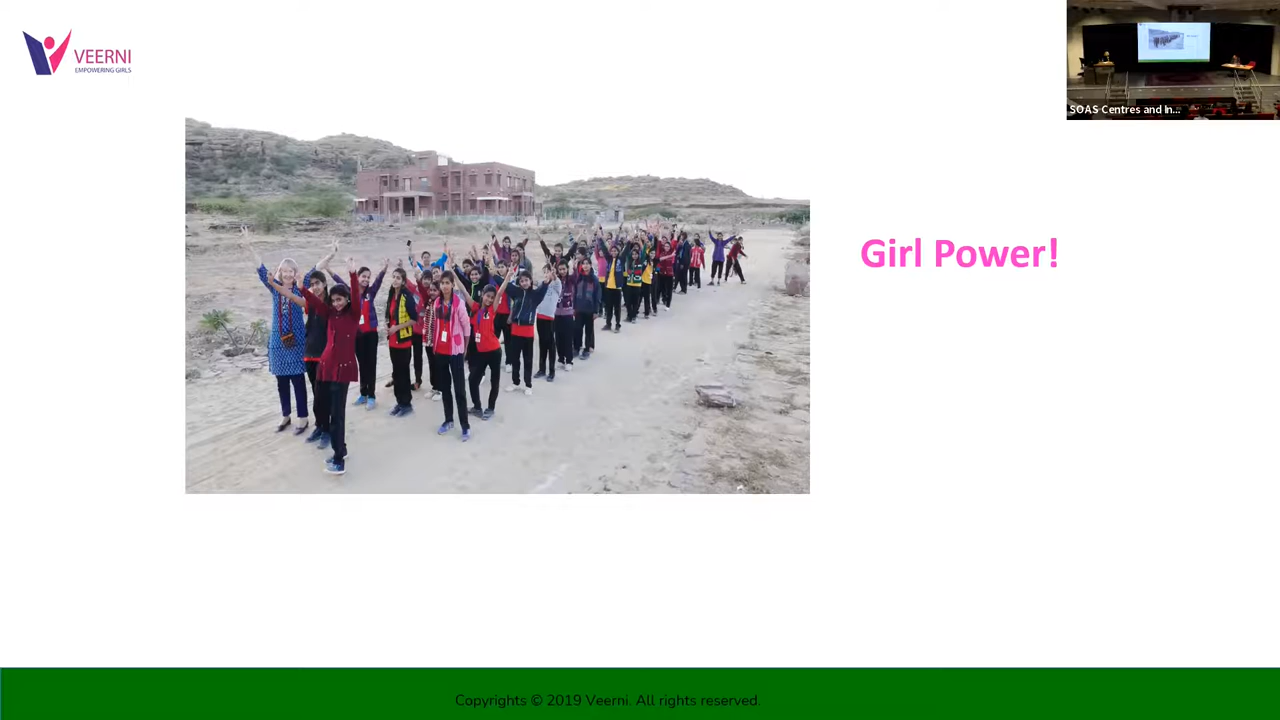 VEERNI
EMPOWERING GIRLS
SOAS Centres and In...
Girl Power!
Copyrights © 2019 Veerni. All rights reserved.